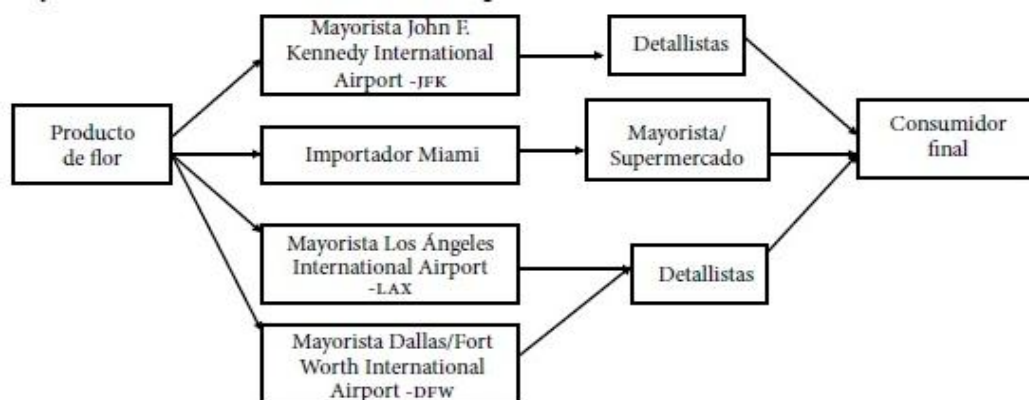 Mayorista John F.
Kennedy International
Airport -JFK
Detallistas
Producto
de flor
Importador Miami
Mayorista/
Supermercado
Consumidor
final
Mayorista Los Ángeles
International Airport
-LAX
Detallistas
Mayorista Dallas/Fort
Worth International
Airport -DFW